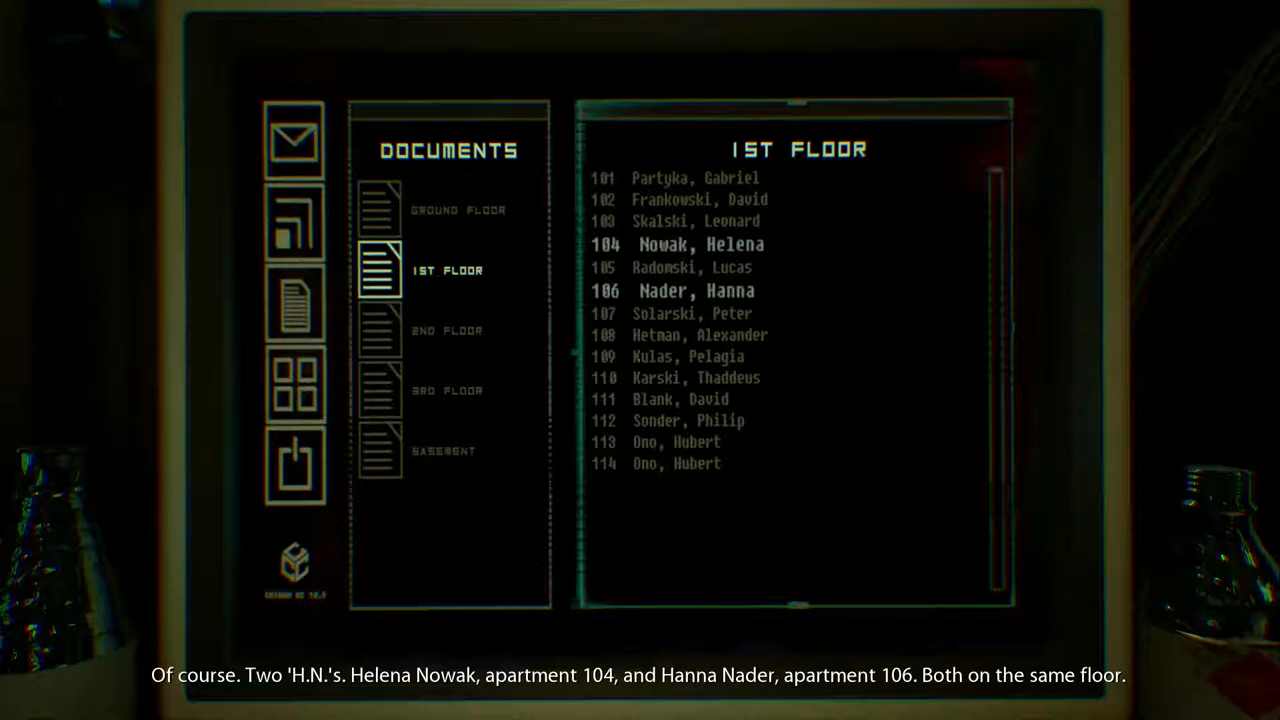 DOCUMENTS
GROUND FLOOR
1ST FLOOR
2ND FLOOR
3RD FLOOR
BASEMENT
1ST FLOOR
101 Partyka, Gabriel
102 Frankowski, David
103 Skalski, Leonard
104 Nowak, Helena
105 Radomski, Lucas
106 Nader, Hanna
107 Solarski, Peter
108 Hetman, Alexander
109 Kulas, Pelagia
110 Karski, Thaddeus
111 Blank, David
112 Sonder, Philip
113 Ono, Hubert
114 Ono, Hubert
Of course. Two 'H.N.'s. Helena Nowak, apartment 104, and Hanna Nader, apartment 106. Both on the same floor.